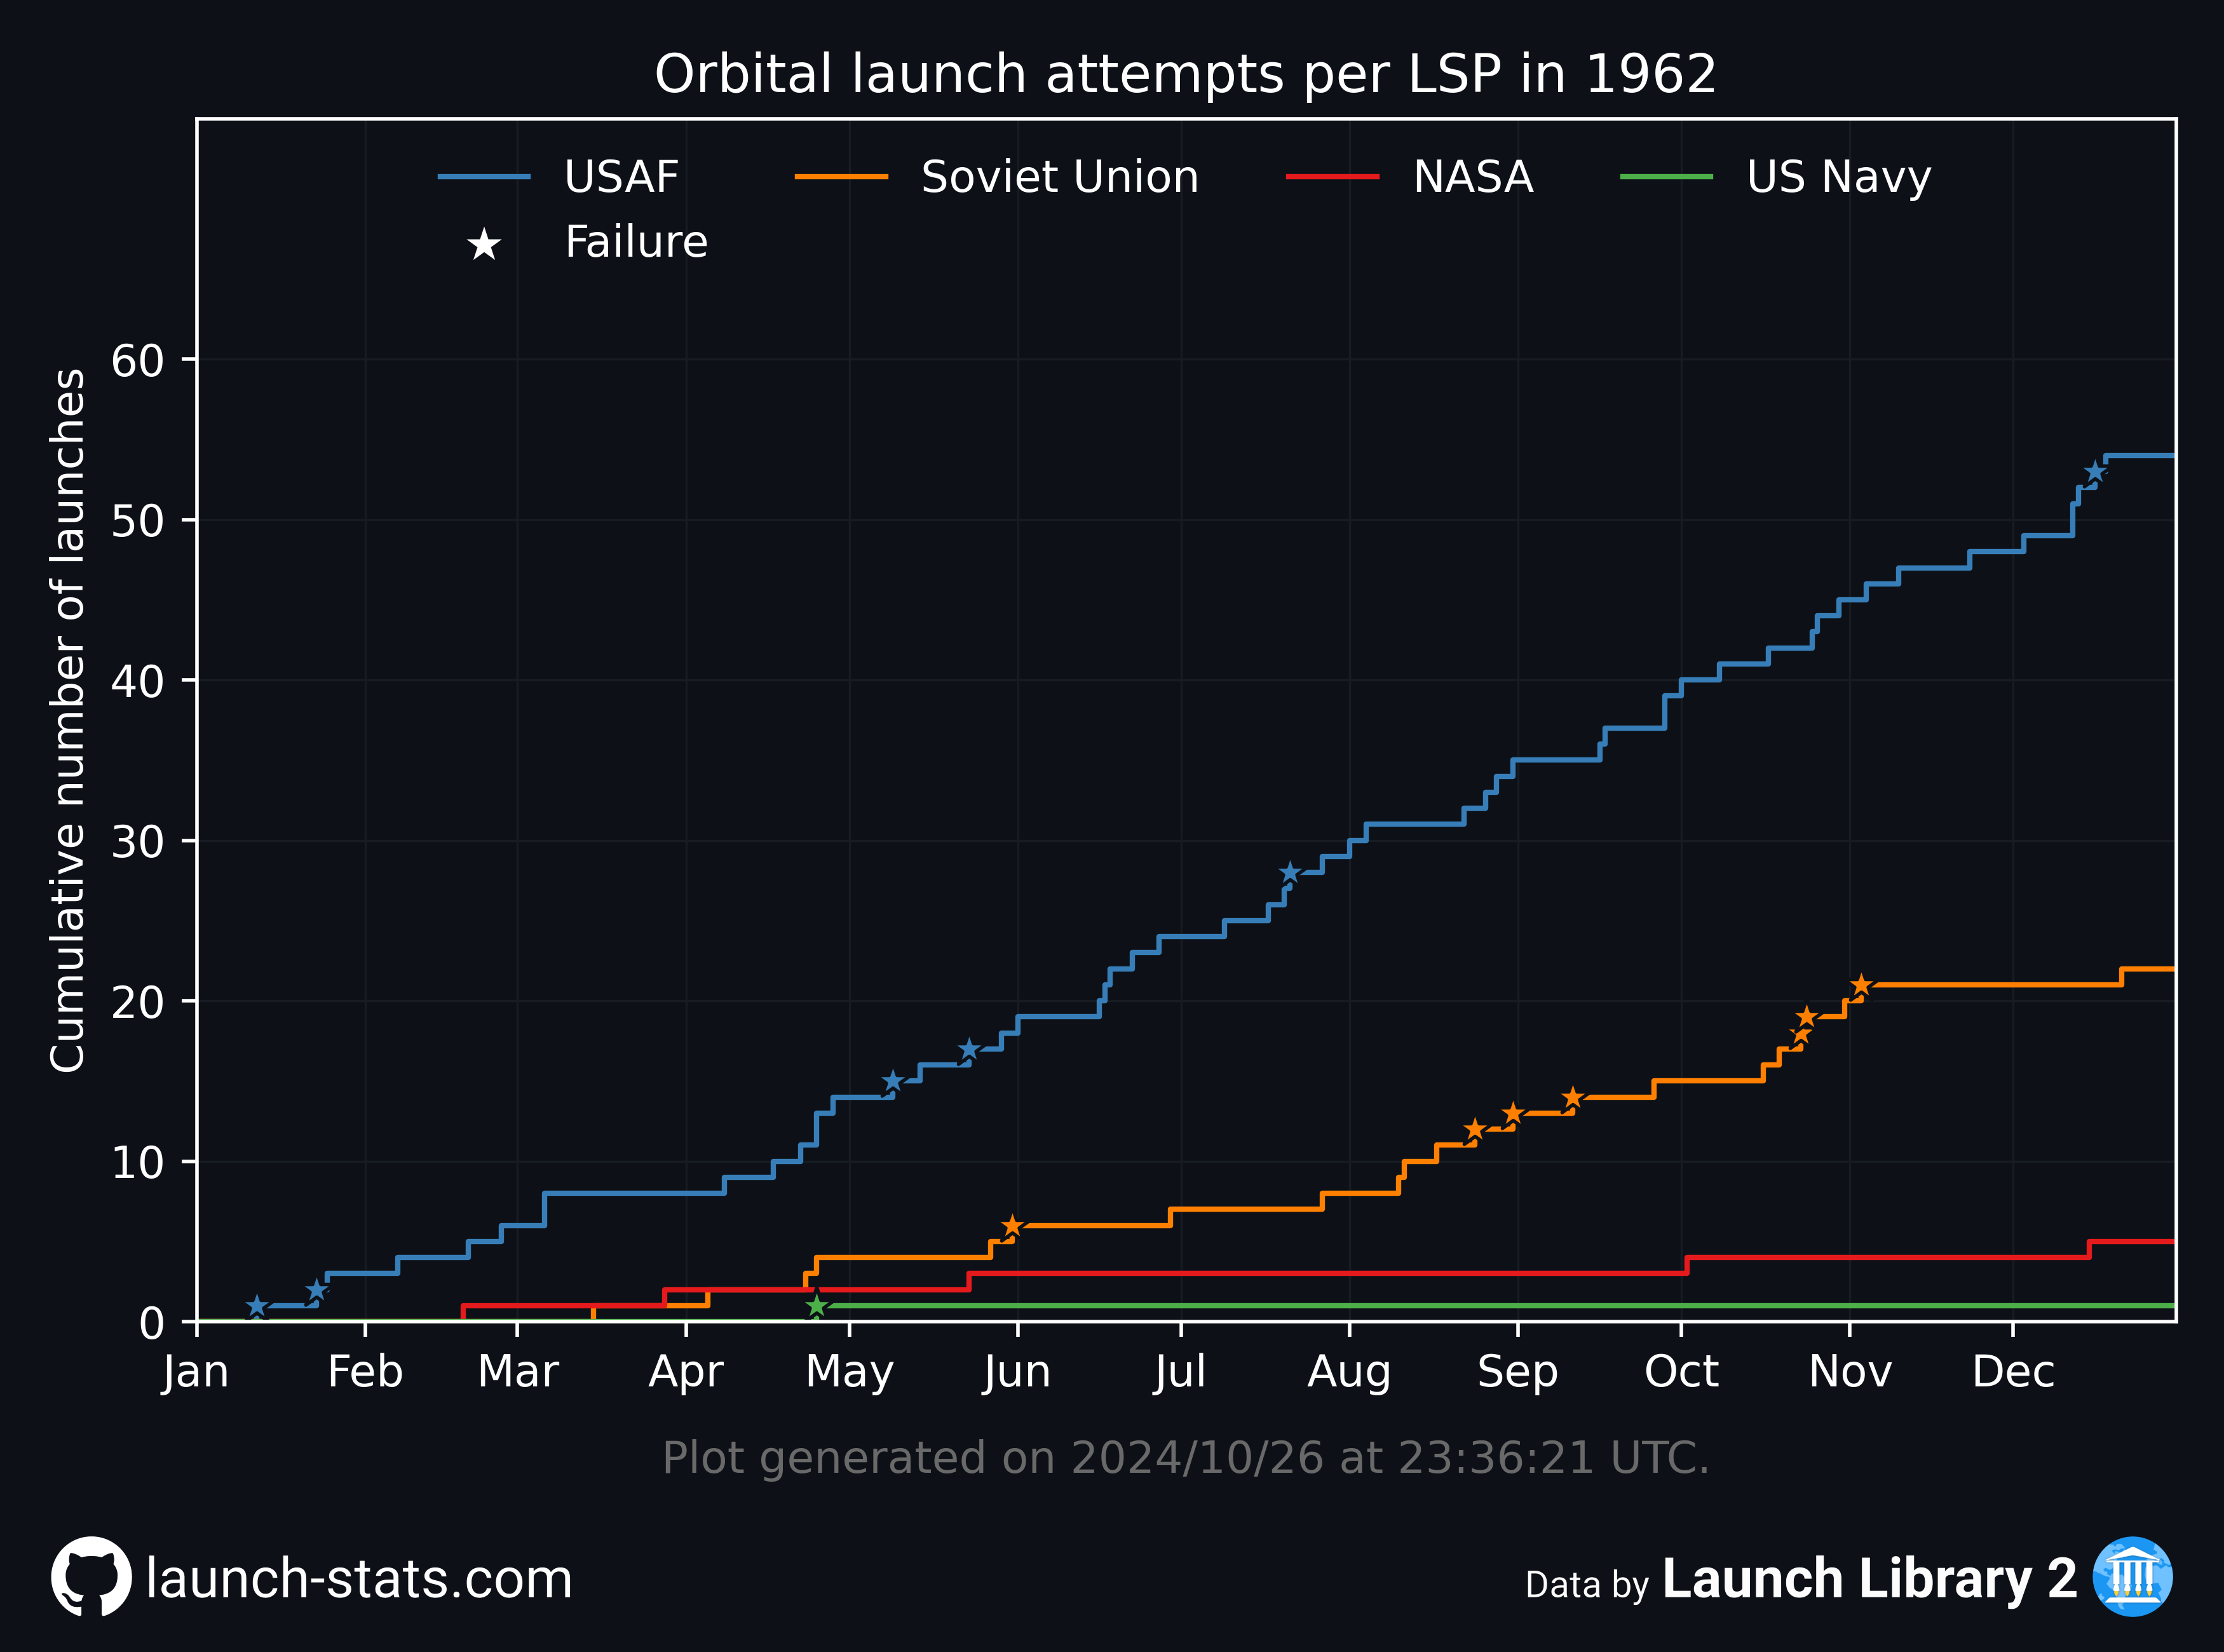 Orbital launch attempts per LSP in 1962
USAF Soviet Union NASA US Navy
Failure
Cumulative number of launches
60
50
40
30
20
10
0
Jan Feb Mar Apr May Jun Jul Aug Sep Oct Nov Dec
Plot generated on 2024/10/26 at 23:36:21 UTC.
launch-stats.com
Data by Launch Library 2